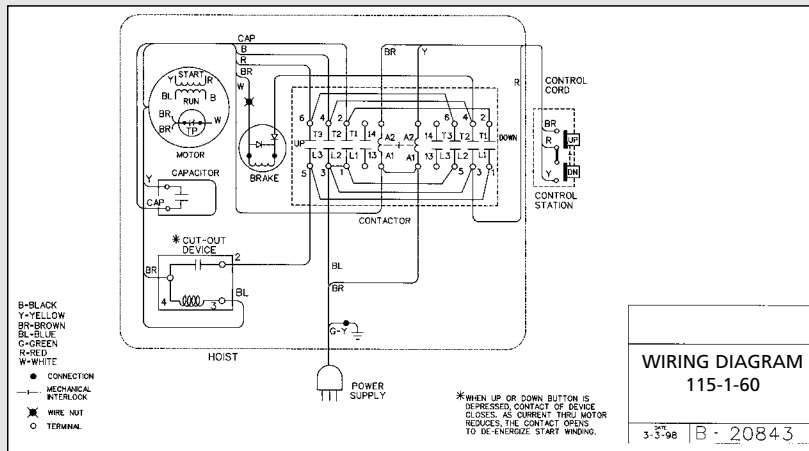 CAP
B
R
BR
W
BR
Y
R
CONTROL
CORD
Y START R
BL RUN B
BR
BR TP W
MOTOR
6 4 2
T3 T2 T1 14 A2
UP
L3 L2 L1 13 A1
5 3 1
6 4 2
A2 14 T3 T2 T1
DOWN
A1 13 L3 L2 L1
5 3 1
BRAKE
CONTACTOR
BR
R
Y
UP
DN
CONTROL
STATION
CAPACITOR
Y
CAP
* CUT-OUT
DEVICE
2
BR
BL
4 3
BL
BR
G-Y
HOIST
POWER
SUPPLY
B-BLACK
Y-YELLOW
BR-BROWN
BL-BLUE
G-GREEN
R-RED
W-WHITE
CONNECTION
MECHANICAL
INTERLOCK
WIRE NUT
TERMINAL
*WHEN UP OR DOWN BUTTON IS
DEPRESSED, CONTACT OF DEVICE
CLOSES. AS CURRENT THRU MOTOR
REDUCES, THE CONTACT OPENS
TO DE-ENERGIZE START WINDING.
WIRING DIAGRAM
115-1-60
DATE
3-3-98
B - 20843